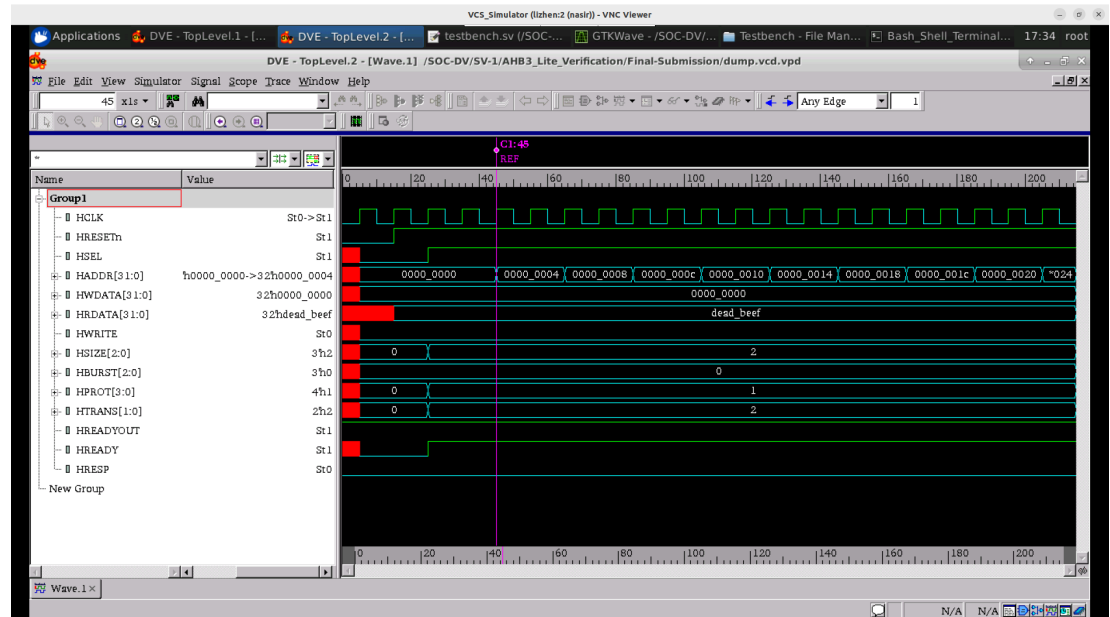 VCS_Simulator (lizhen:2 (nasir)) - VNC Viewer
Applications DVE - TopLevel.1 - [... DVE - TopLevel.2 - [... testbench.sv (/SOC-... GTKWave - /SOC-DV/... Testbench - File Man... Bash_Shell_Terminal... 17:34 root
dve DVE - TopLevel.2 - [Wave.1] /SOC-DV/SV-1/AHB3_Lite_Verification/Final-Submission/dump.vcd.vpd
File Edit View Simulator Signal Scope Trace Window Help
45 x1s Any Edge 1
C1:45
REF
*
Name Value 0 20 40 60 80 100 120 140 160 180 200
Group1
HCLK St0->St1
HRESETn St1
HSEL St1
HADDR[31:0] 'h0000_0000->32'h0000_0004 0000_0000 0000_0004 0000_0008 0000_000c 0000_0010 0000_0014 0000_0018 0000_001c 0000_0020 *024
HWDATA[31:0] 32'h0000_0000 0000_0000
HRDATA[31:0] 32'hdead_beef dead_beef
HWRITE St0
HSIZE[2:0] 3'h2 0 2
HBURST[2:0] 3'h0 0
HPROT[3:0] 4'h1 0 1
HTRANS[1:0] 2'h2 0 2
HREADYOUT St1
HREADY St1
HRESP St0
New Group
0 20 40 60 80 100 120 140 160 180 200
Wave.1
N/A N/A